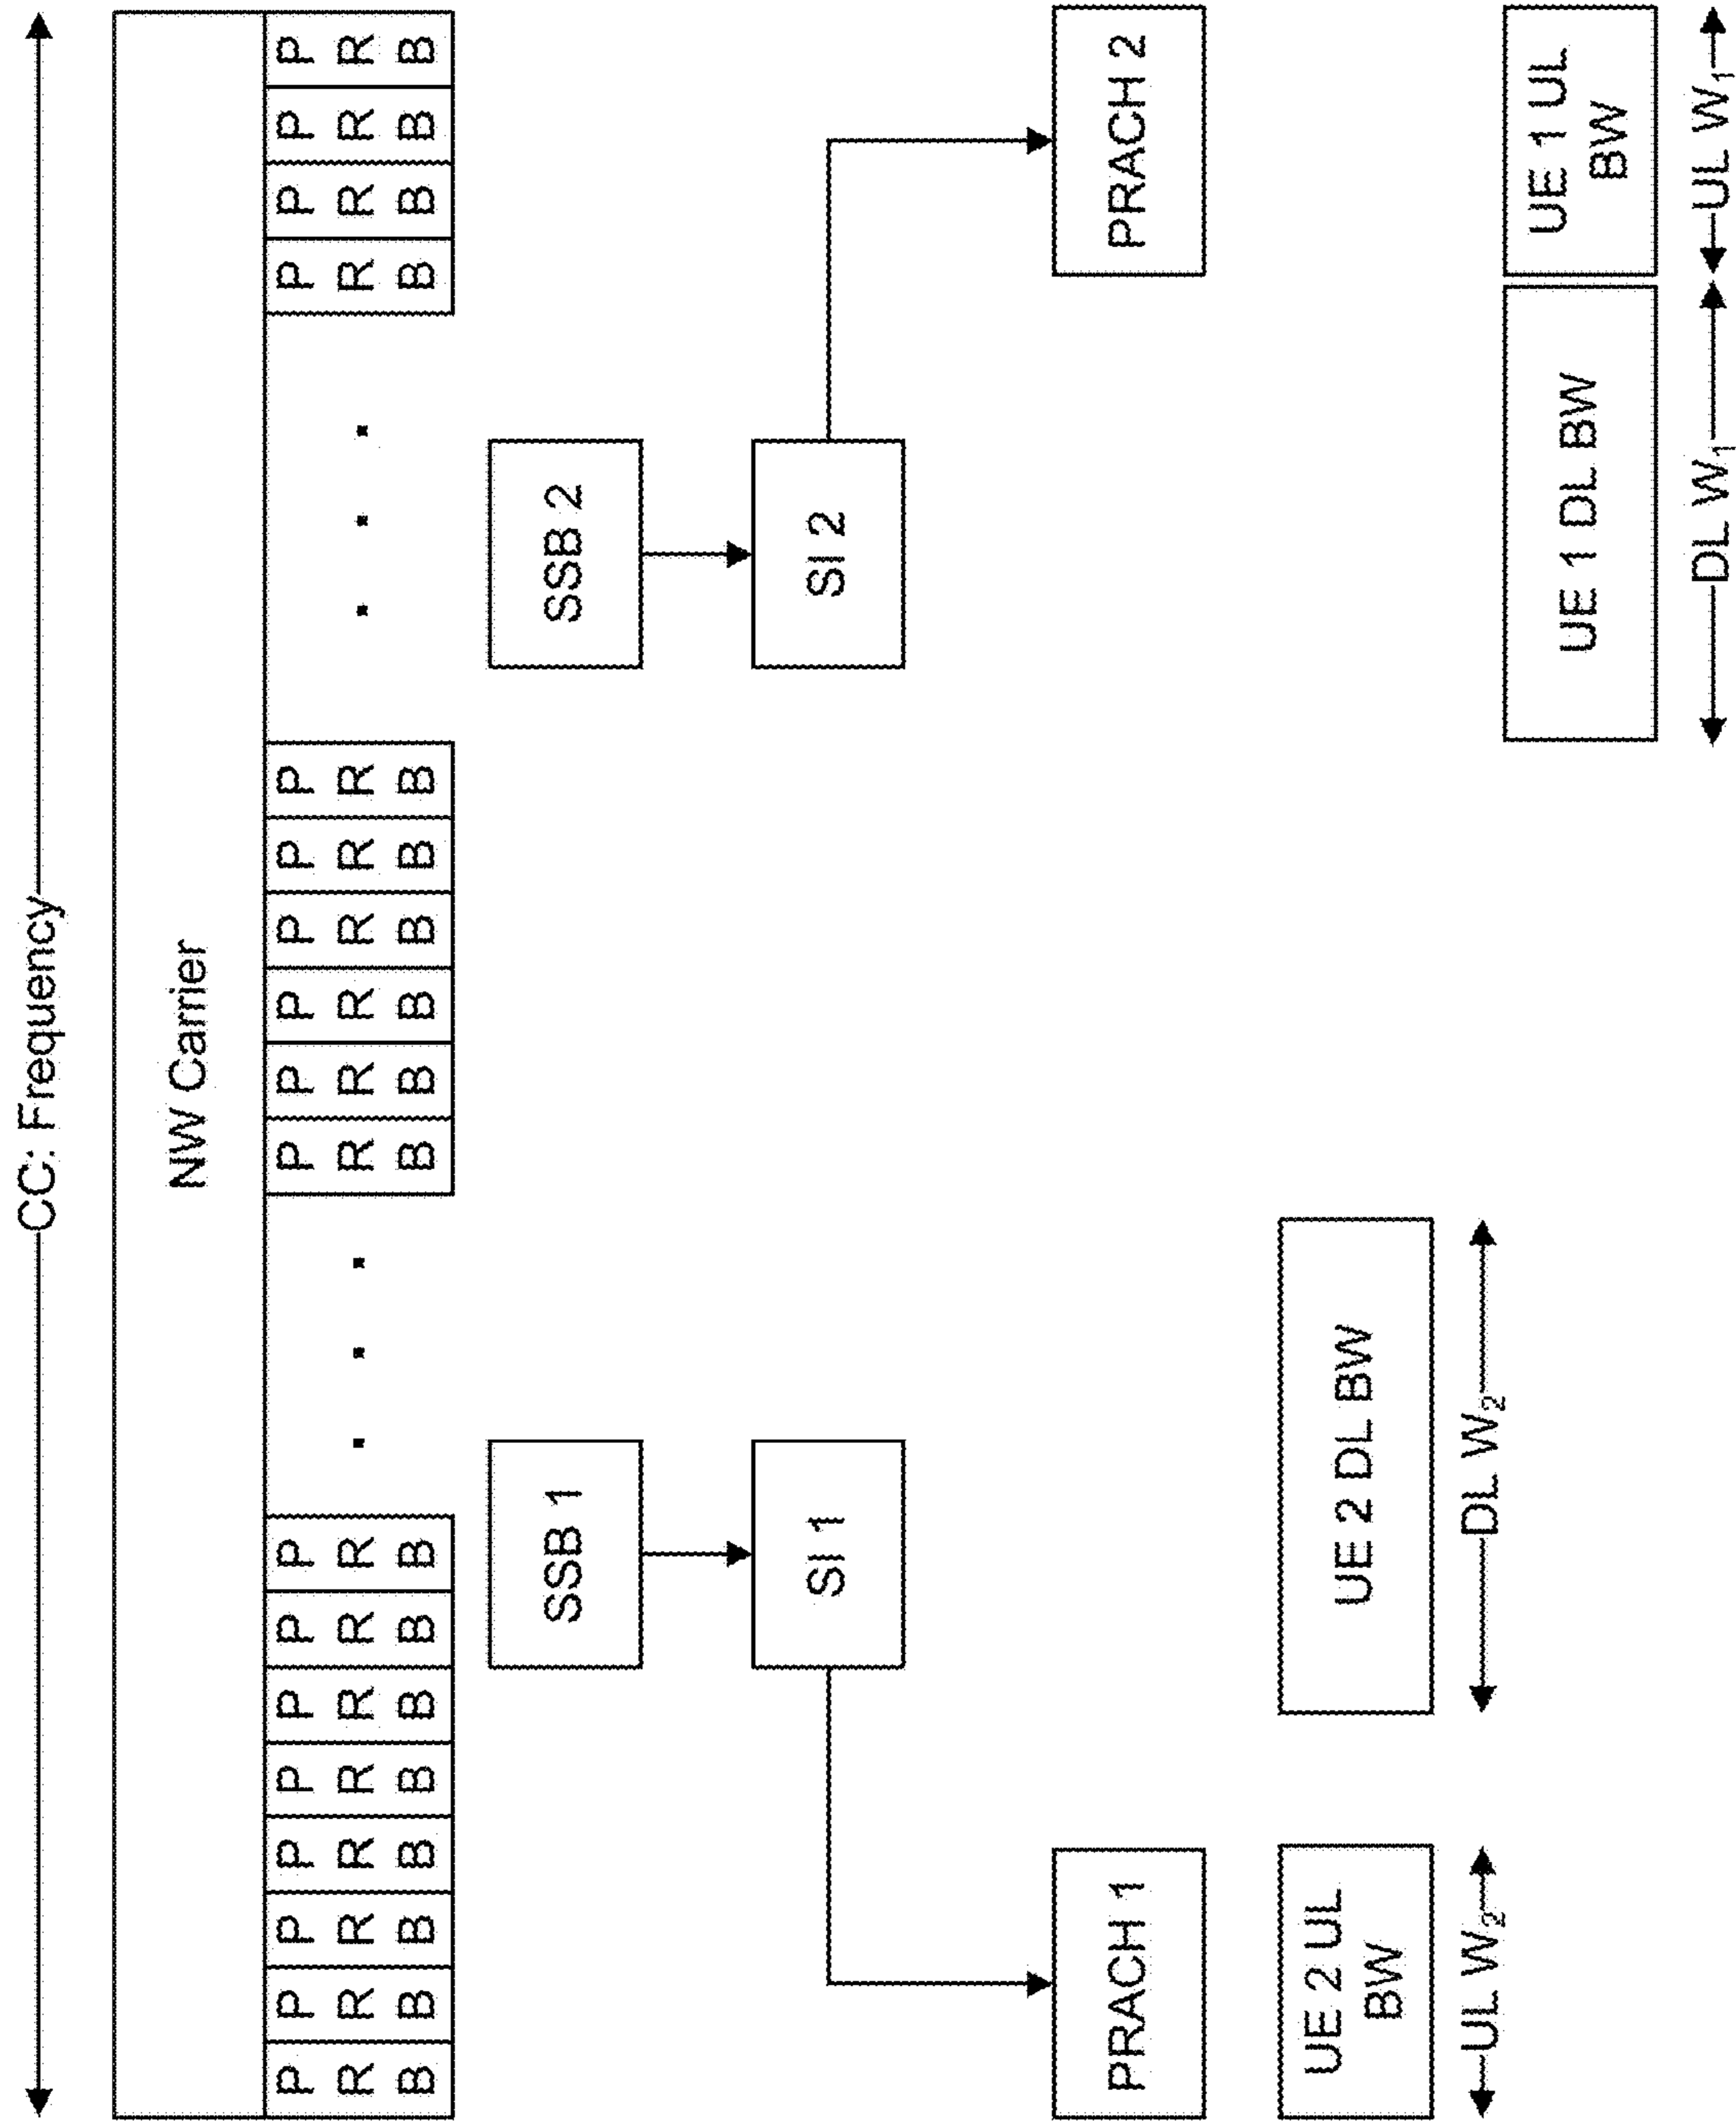 CC: Frequency
NW Carrier
P R B
P R B
P R B
P R B
P R B
P R B
P R B
P R B
. . .
P R B
P R B
P R B
P R B
P R B
P R B
. . .
P R B
P R B
P R B
P R B
SSB 1
SSB 2
SI 1
SI 2
PRACH 1
PRACH 2
UE 2 UL
BW
UE 2 DL BW
UL W₂
DL W₂
UE 1 DL BW
UE 1 UL
BW
DL W₁
UL W₁